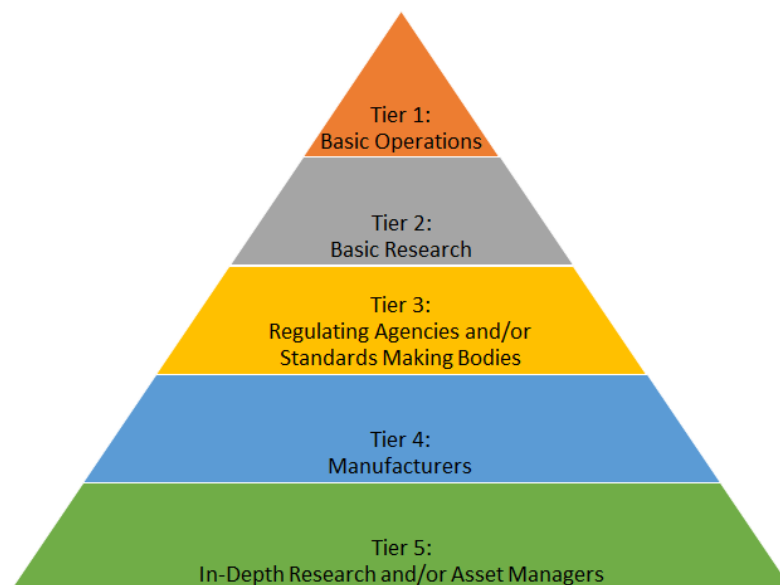 Tier 1:
Basic Operations
Tier 2:
Basic Research
Tier 3:
Regulating Agencies and/or
Standards Making Bodies
Tier 4:
Manufacturers
Tier 5:
In-Depth Research and/or Asset Managers